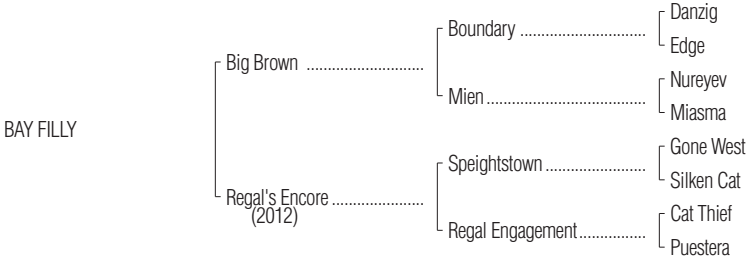 Danzig
Boundary ..............................
Edge
Big Brown ............................
Nureyev
Mien ......................................
Miasma
BAY FILLY
Gone West
Speightstown ........................
Silken Cat
Regal's Encore ......................
(2012)
Cat Thief
Regal Engagement ................
Puestera